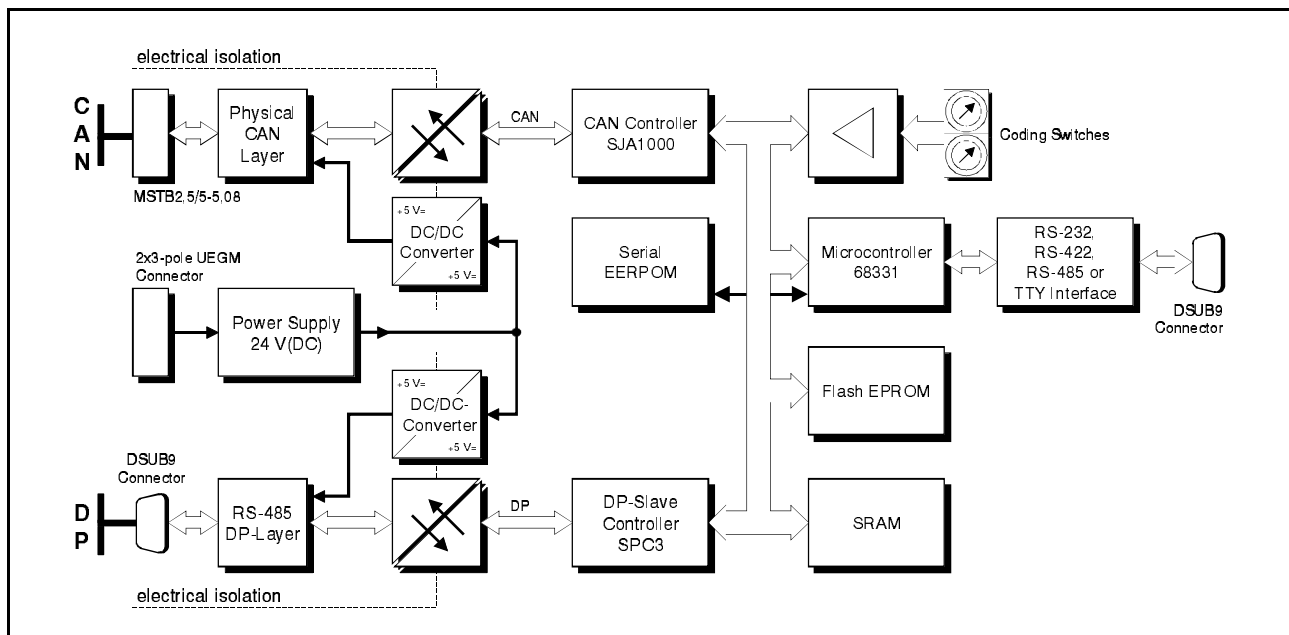 electrical isolation
C
A
N
Physical
CAN
Layer
CAN
CAN Controller
SJA1000
Coding Switches
MSTB2,5/5-5,08
+5 V=
DC/DC
Converter
+5 V=
2x3-pole UEGM
Connector
Serial
EERPOM
Microcontroller
68331
RS-232,
RS-422,
RS-485 or
TTY Interface
DSUB9
Connector
Power Supply
24 V(DC)
+5 V=
DC/DC-
Converter
+5 V=
Flash EPROM
DSUB9
Connector
D
P
RS-485
DP-Layer
DP
DP-Slave
Controller
SPC3
SRAM
electrical isolation